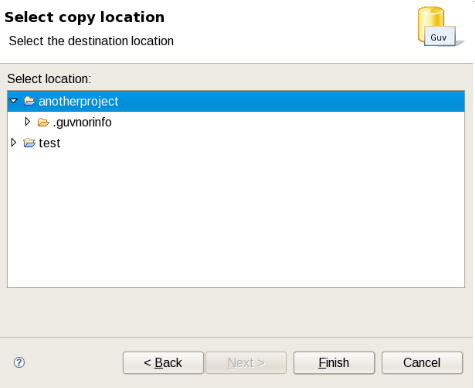 Select copy location
Select the destination location
Guv
Select location:
anotherproject
.guvnorinfo
test
?
< Back
Next >
Finish
Cancel